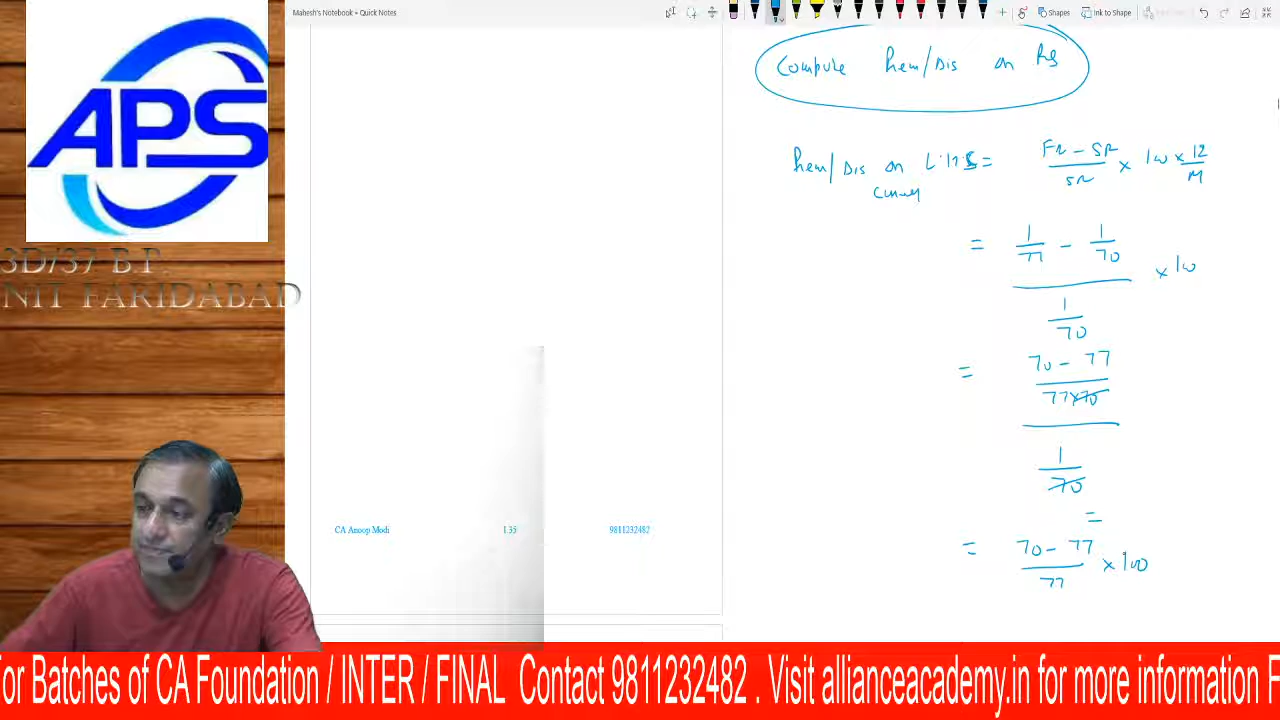 Mahesh's Notebook » Quick Notes
Shapes
Ink to Shape
APS
3D/37 B.P.
NIT FARIDABAD
Compute Prem/Dis on Rs
Prem/Dis on L.H.S = FR - SR / SR × 100 × 12 / M
Currency
= 1/77 - 1/70 / 1/70 × 100
= 70 - 77 / 77×70 / 1/70
=
= 70 - 77 / 77 × 100
CA Anoop Modi 1.35 9811232482
or Batches of CA Foundation / INTER / FINAL Contact 9811232482 . Visit allianceacademy.in for more information F